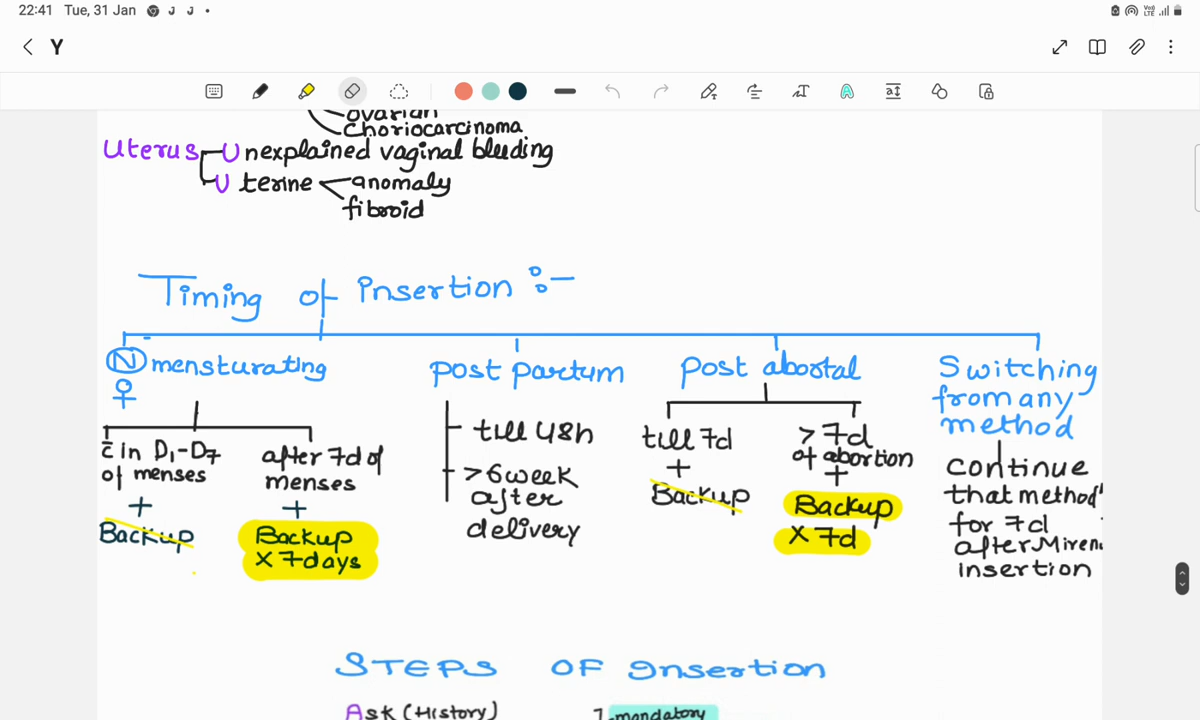 22:41 Tue, 31 Jan
Y
ovarian
Choriocarcinoma
Uterus
Unexplained vaginal bleeding
Uterine
anomaly
fibroid
Timing of insertion :-
N mensturating
c̄ in D1-D7
of menses
+
Backup
after 7d of
menses
+
Backup
x 7days
post partum
till 48h
>6week
after
delivery
post abortal
till 7d
+
Backup
> 7d
of abortion
+
Backup
x 7d
Switching
from any
method
continue
that method
for 7d
after Miren
insertion
STEPS OF insertion
Ask (History)
mandatory